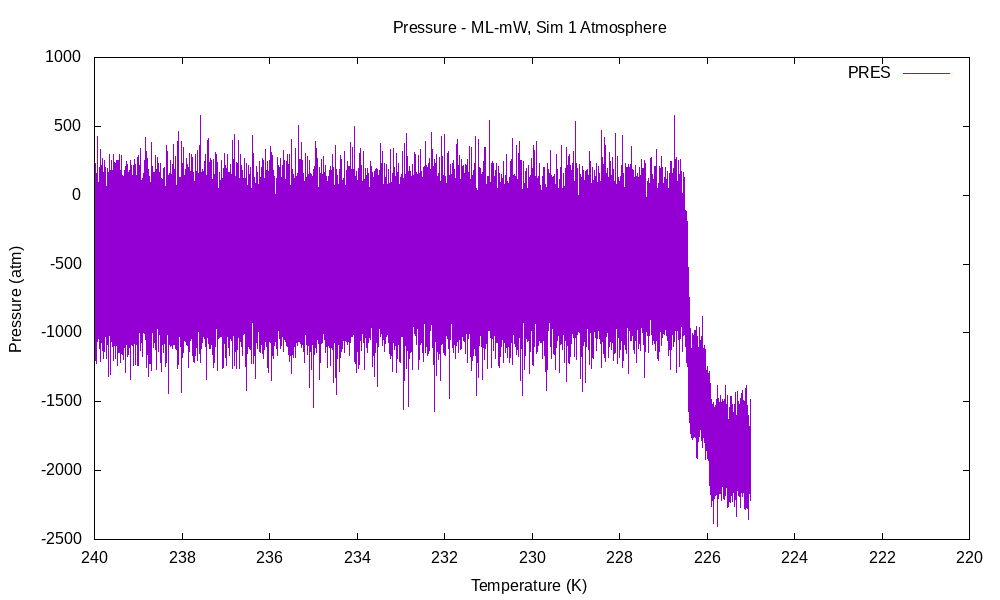 Pressure - ML-mW, Sim 1 Atmosphere
PRES
1000
500
0
-500
-1000
-1500
-2000
-2500
Pressure (atm)
240 238 236 234 232 230 228 226 224 222 220
Temperature (K)